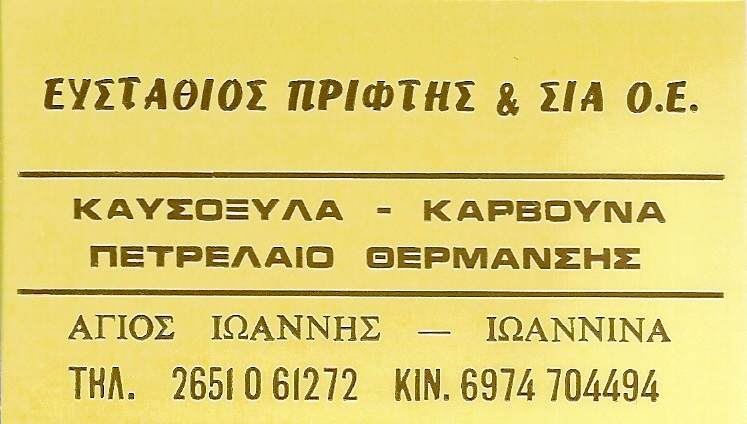 ΕΥΣΤΑΘΙΟΣ ΠΡΙΦΤΗΣ & ΣΙΑ Ο.Ε.
ΚΑΥΣΟΞΥΛΑ - ΚΑΡΒΟΥΝΑ
ΠΕΤΡΕΛΑΙΟ ΘΕΡΜΑΝΣΗΣ
ΑΓΙΟΣ ΙΩΑΝΝΗΣ — ΙΩΑΝΝΙΝΑ
ΤΗΛ. 2651 0 61272 ΚΙΝ. 6974 704494